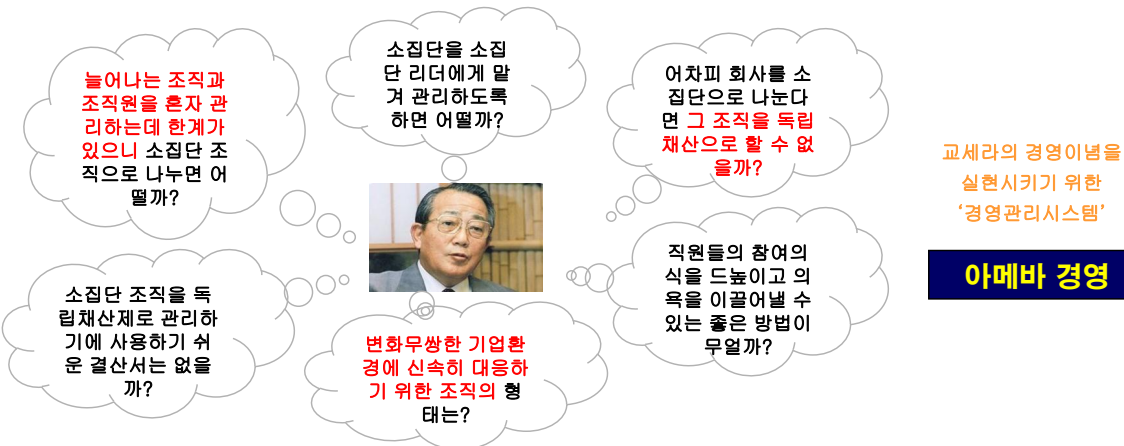 늘어나는 조직과
조직원을 혼자 관
리하는데 한계가
있으니 소집단 조
직으로 나누면 어
떨까?
소집단을 소집
단 리더에게 맡
겨 관리하도록
하면 어떨까?
어차피 회사를 소
집단으로 나눈다
면 그 조직을 독립
채산으로 할 수 없
을까?
교세라의 경영이념을
실현시키기 위한
‘경영관리시스템’
아메바 경영
소집단 조직을 독
립채산제로 관리하
기에 사용하기 쉬
운 결산서는 없을
까?
변화무쌍한 기업환
경에 신속히 대응하
기 위한 조직의 형
태는?
직원들의 참여의
식을 드높이고 의
욕을 이끌어낼 수
있는 좋은 방법이
무얼까?